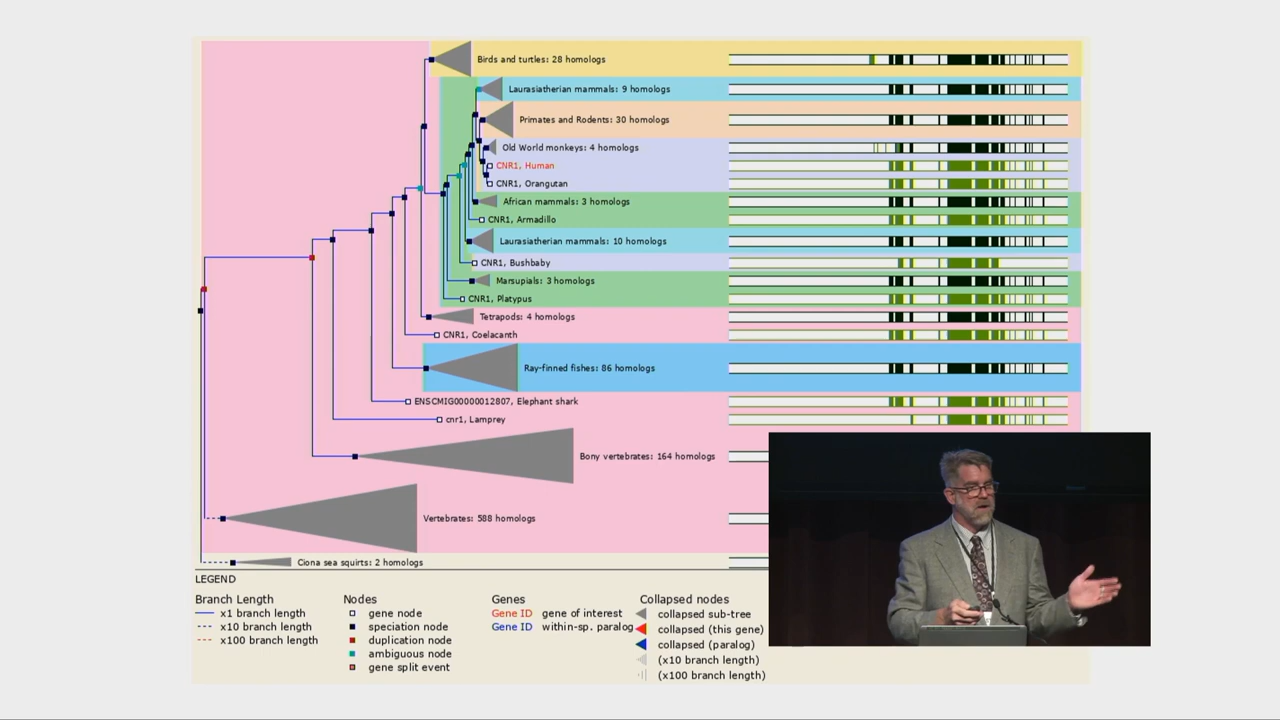 Birds and turtles: 28 homologs
Laurasiatherian mammals: 9 homologs
Primates and Rodents: 30 homologs
Old World monkeys: 4 homologs
CNR1, Human
CNR1, Orangutan
African mammals: 3 homologs
CNR1, Armadillo
Laurasiatherian mammals: 10 homologs
CNR1, Bushbaby
Marsupials: 3 homologs
CNR1, Platypus
Tetrapods: 4 homologs
CNR1, Coelacanth
Ray-finned fishes: 86 homologs
ENSCMIG00000012807, Elephant shark
cnr1, Lamprey
Bony vertebrates: 164 homologs
Vertebrates: 588 homologs
Ciona sea squirts: 2 homologs
LEGEND
Branch Length
x1 branch length
x10 branch length
x100 branch length
Nodes
gene node
speciation node
duplication node
ambiguous node
gene split event
Genes
Gene ID gene of interest
Gene ID within-sp. paralog
Collapsed nodes
collapsed sub-tree
collapsed (this gene)
collapsed (paralog)
(x10 branch length)
(x100 branch length)